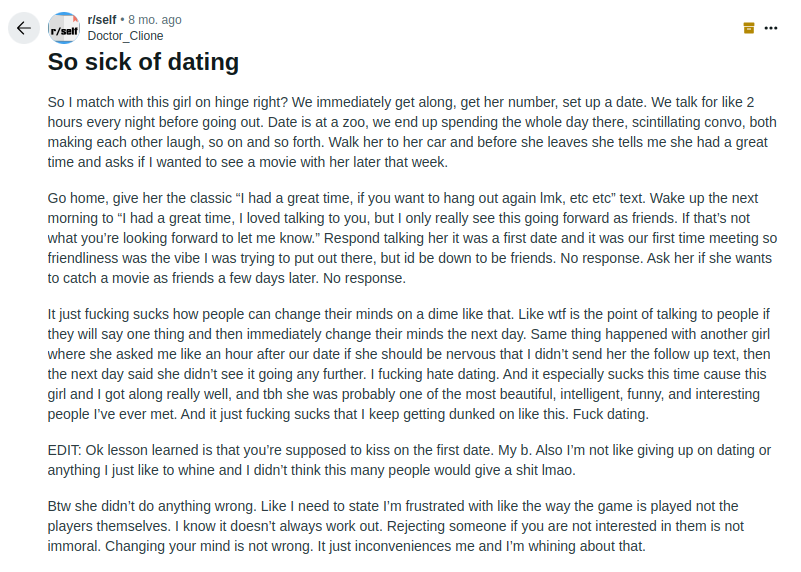 r/self • 8 mo. ago
r/self
Doctor_Clione
So sick of dating
So I match with this girl on hinge right? We immediately get along, get her number, set up a date. We talk for like 2
hours every night before going out. Date is at a zoo, we end up spending the whole day there, scintillating convo, both
making each other laugh, so on and so forth. Walk her to her car and before she leaves she tells me she had a great
time and asks if I wanted to see a movie with her later that week.
Go home, give her the classic “I had a great time, if you want to hang out again lmk, etc etc” text. Wake up the next
morning to “I had a great time, I loved talking to you, but I only really see this going forward as friends. If that’s not
what you’re looking forward to let me know.” Respond talking her it was a first date and it was our first time meeting so
friendliness was the vibe I was trying to put out there, but id be down to be friends. No response. Ask her if she wants
to catch a movie as friends a few days later. No response.
It just fucking sucks how people can change their minds on a dime like that. Like wtf is the point of talking to people if
they will say one thing and then immediately change their minds the next day. Same thing happened with another girl
where she asked me like an hour after our date if she should be nervous that I didn’t send her the follow up text, then
the next day said she didn’t see it going any further. I fucking hate dating. And it especially sucks this time cause this
girl and I got along really well, and tbh she was probably one of the most beautiful, intelligent, funny, and interesting
people I’ve ever met. And it just fucking sucks that I keep getting dunked on like this. Fuck dating.
EDIT: Ok lesson learned is that you’re supposed to kiss on the first date. My b. Also I’m not like giving up on dating or
anything I just like to whine and I didn’t think this many people would give a shit lmao.
Btw she didn’t do anything wrong. Like I need to state I’m frustrated with like the way the game is played not the
players themselves. I know it doesn’t always work out. Rejecting someone if you are not interested in them is not
immoral. Changing your mind is not wrong. It just inconveniences me and I’m whining about that.